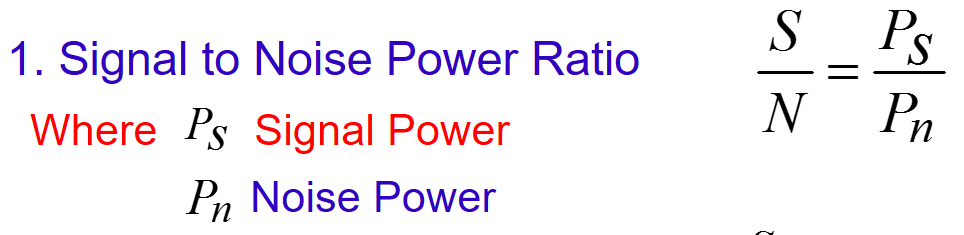 1. Signal to Noise Power Ratio
S/N = P_S/P_n
Where P_S Signal Power
P_n Noise Power